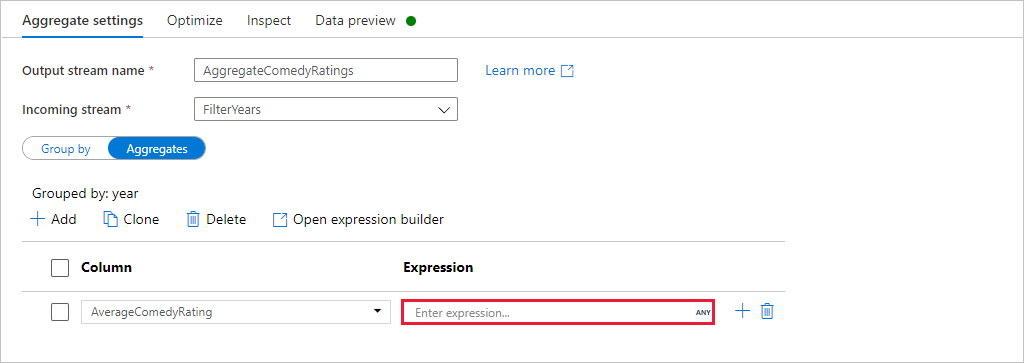 Aggregate settings Optimize Inspect Data preview
Output stream name * AggregateComedyRatings Learn more
Incoming stream * FilterYears
Group by Aggregates
Grouped by: year
Add Clone Delete Open expression builder
Column Expression
AverageComedyRating Enter expression... ANY